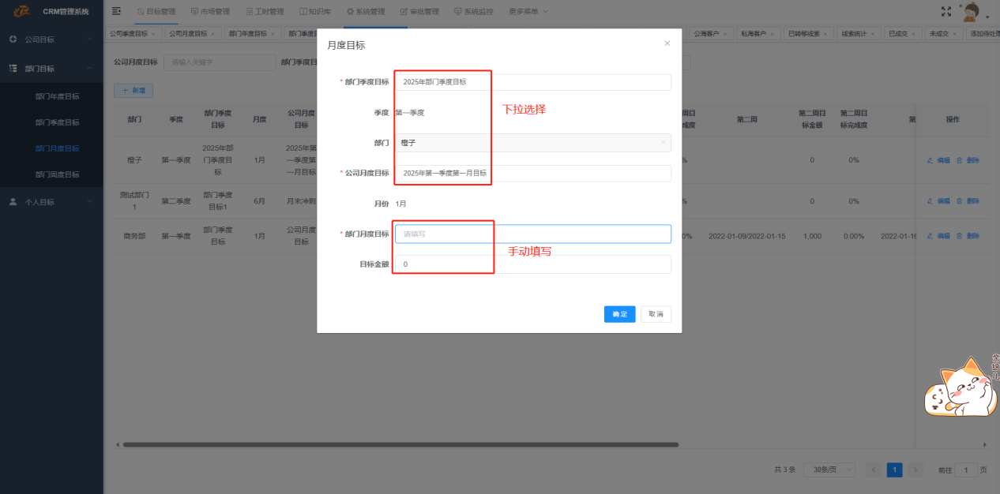 CRM管理系统
目标管理
市场管理
工时管理
知识库
系统管理
审批管理
系统监控
更多菜单
公司目标
部门目标
部门年度目标
部门季度目标
部门月度目标
部门周度目标
个人目标
公司季度目标 ×
公司月度目标 ×
部门年度目标 ×
部门季度目
公海客户 ×
私海客户 ×
已转移线索 ×
线索统计 ×
已成交 ×
未成交 ×
添加待处理
公司月度目标 请输入关键字 部门季度目
+ 新增
部门 季度 部门季度目标 月度 公司月度目标 第二周 第二周目标金额 第二周目标完成度 第 操作
橙子 第一季度 2025年部门季度目标 1月 2025年第一季度第一月目标 % 0 0% 编辑 删除
测试部门1 第二季度 部门季度目标1 6月 月末冲刺 % 0 0% 编辑 删除
商务部 第一季度 部门季度目标 1月 公司月度目标 0% 2022-01-09/2022-01-15 1,000 0.00% 2022-01-16 编辑 删除
月度目标 ×
* 部门季度目标 2025年部门季度目标
季度 第一季度
下拉选择
部门 橙子
* 公司月度目标 2025年第一季度第一月目标
月份 1月
* 部门月度目标 请填写
手动填写
目标金额 0
确定 取消
共 3 条 30条/页 1 前往 1 页